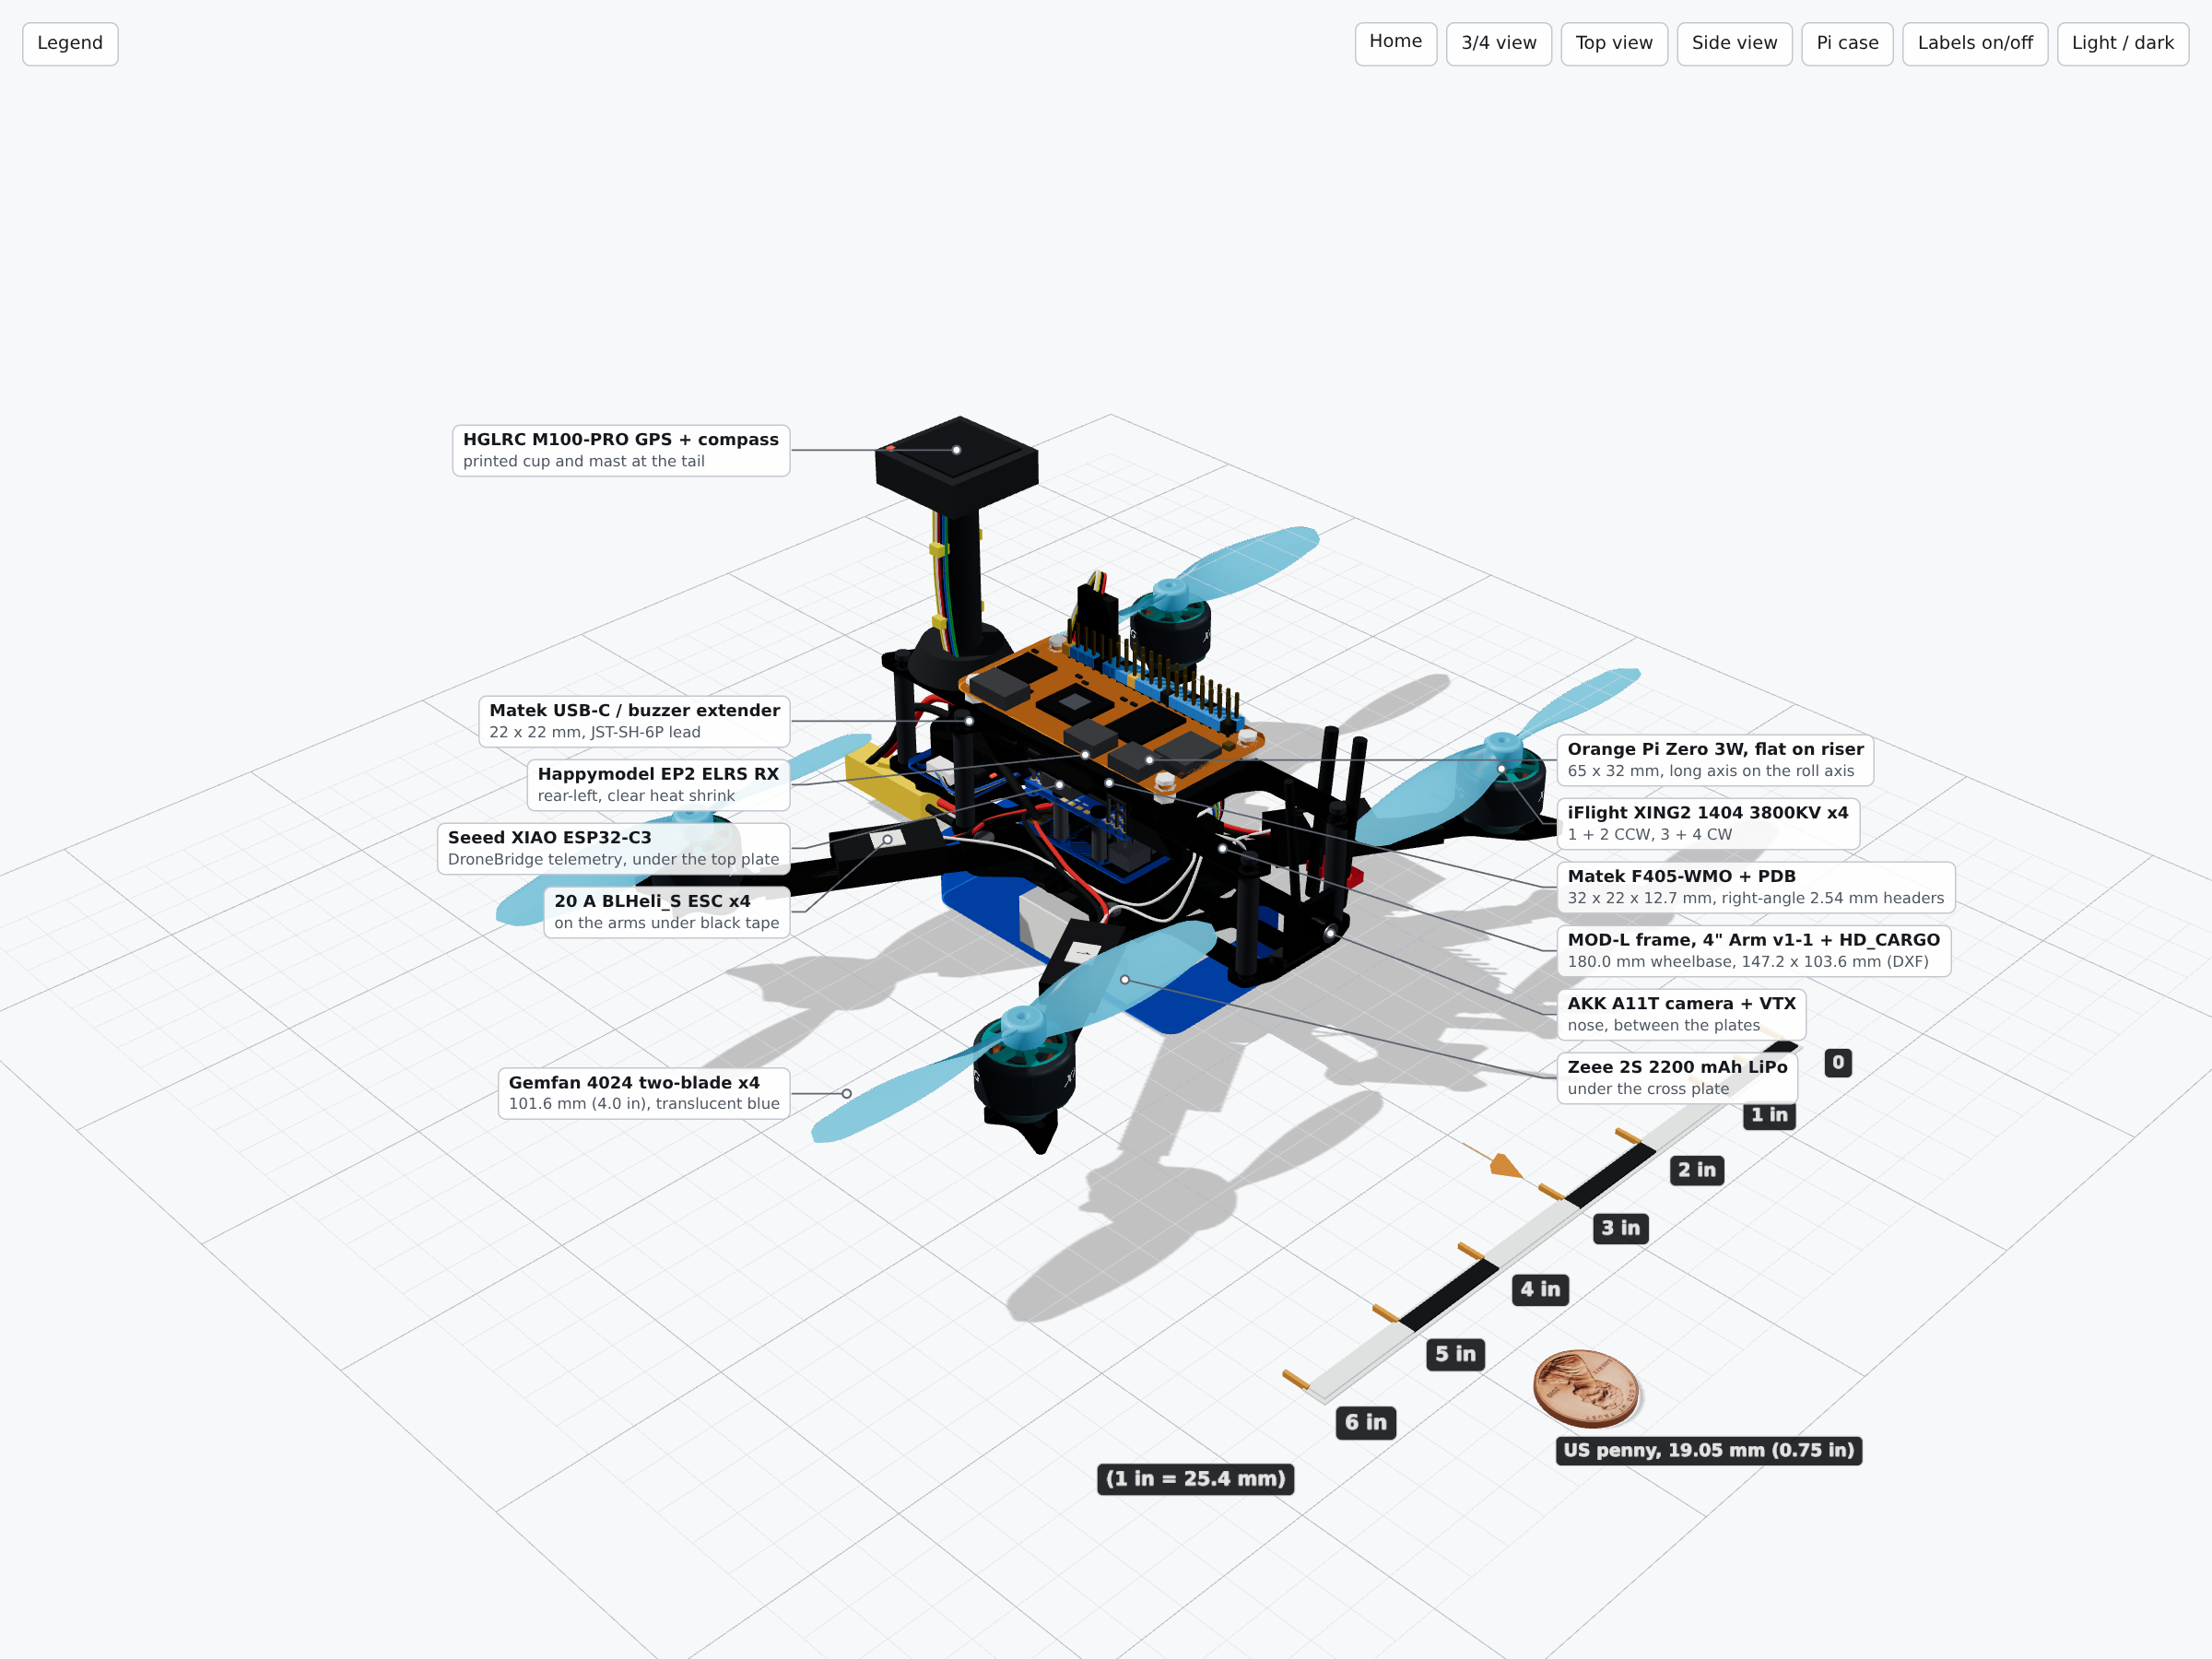 Legend
Home
3/4 view
Top view
Side view
Pi case
Labels on/off
Light / dark
HGLRC M100-PRO GPS + compass
printed cup and mast at the tail
Matek USB-C / buzzer extender
22 x 22 mm, JST-SH-6P lead
Happymodel EP2 ELRS RX
rear-left, clear heat shrink
Seeed XIAO ESP32-C3
DroneBridge telemetry, under the top plate
20 A BLHeli_S ESC x4
on the arms under black tape
Gemfan 4024 two-blade x4
101.6 mm (4.0 in), translucent blue
Orange Pi Zero 3W, flat on riser
65 x 32 mm, long axis on the roll axis
iFlight XING2 1404 3800KV x4
1 + 2 CCW, 3 + 4 CW
Matek F405-WMO + PDB
32 x 22 x 12.7 mm, right-angle 2.54 mm headers
MOD-L frame, 4" Arm v1-1 + HD_CARGO
180.0 mm wheelbase, 147.2 x 103.6 mm (DXF)
AKK A11T camera + VTX
nose, between the plates
Zeee 2S 2200 mAh LiPo
under the cross plate
0
1 in
2 in
3 in
4 in
5 in
6 in
(1 in = 25.4 mm)
US penny, 19.05 mm (0.75 in)